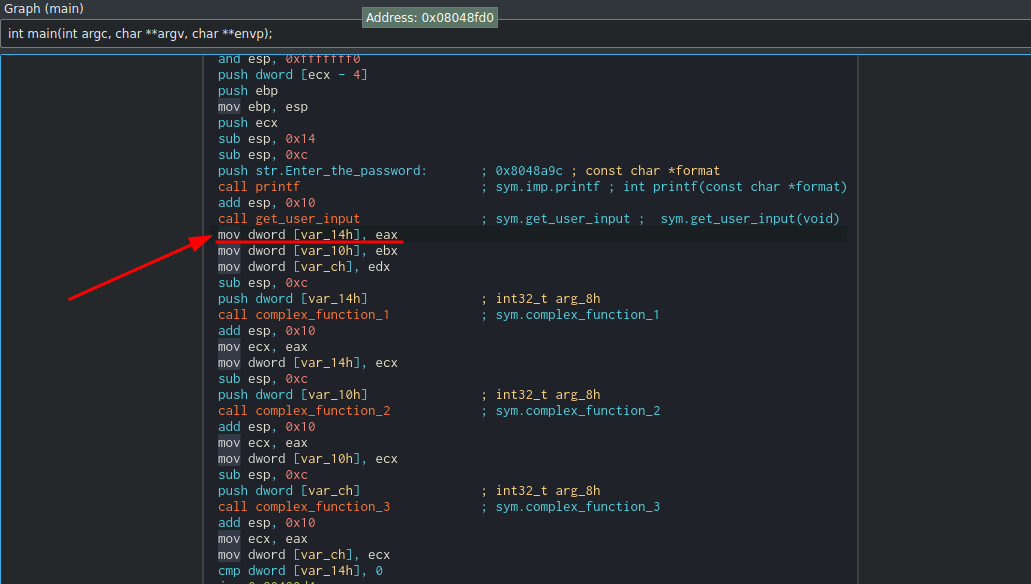 Graph (main)
Address: 0x08048fd0
int main(int argc, char **argv, char **envp);
and esp, 0xfffffff0
push dword [ecx - 4]
push ebp
mov ebp, esp
push ecx
sub esp, 0x14
sub esp, 0xc
push str.Enter_the_password: ; 0x8048a9c ; const char *format
call printf ; sym.imp.printf ; int printf(const char *format)
add esp, 0x10
call get_user_input ; sym.get_user_input ; sym.get_user_input(void)
mov dword [var_14h], eax
mov dword [var_10h], ebx
mov dword [var_ch], edx
sub esp, 0xc
push dword [var_14h] ; int32_t arg_8h
call complex_function_1 ; sym.complex_function_1
add esp, 0x10
mov ecx, eax
mov dword [var_14h], ecx
sub esp, 0xc
push dword [var_10h] ; int32_t arg_8h
call complex_function_2 ; sym.complex_function_2
add esp, 0x10
mov ecx, eax
mov dword [var_10h], ecx
sub esp, 0xc
push dword [var_ch] ; int32_t arg_8h
call complex_function_3 ; sym.complex_function_3
add esp, 0x10
mov ecx, eax
mov dword [var_ch], ecx
cmp dword [var_14h], 0